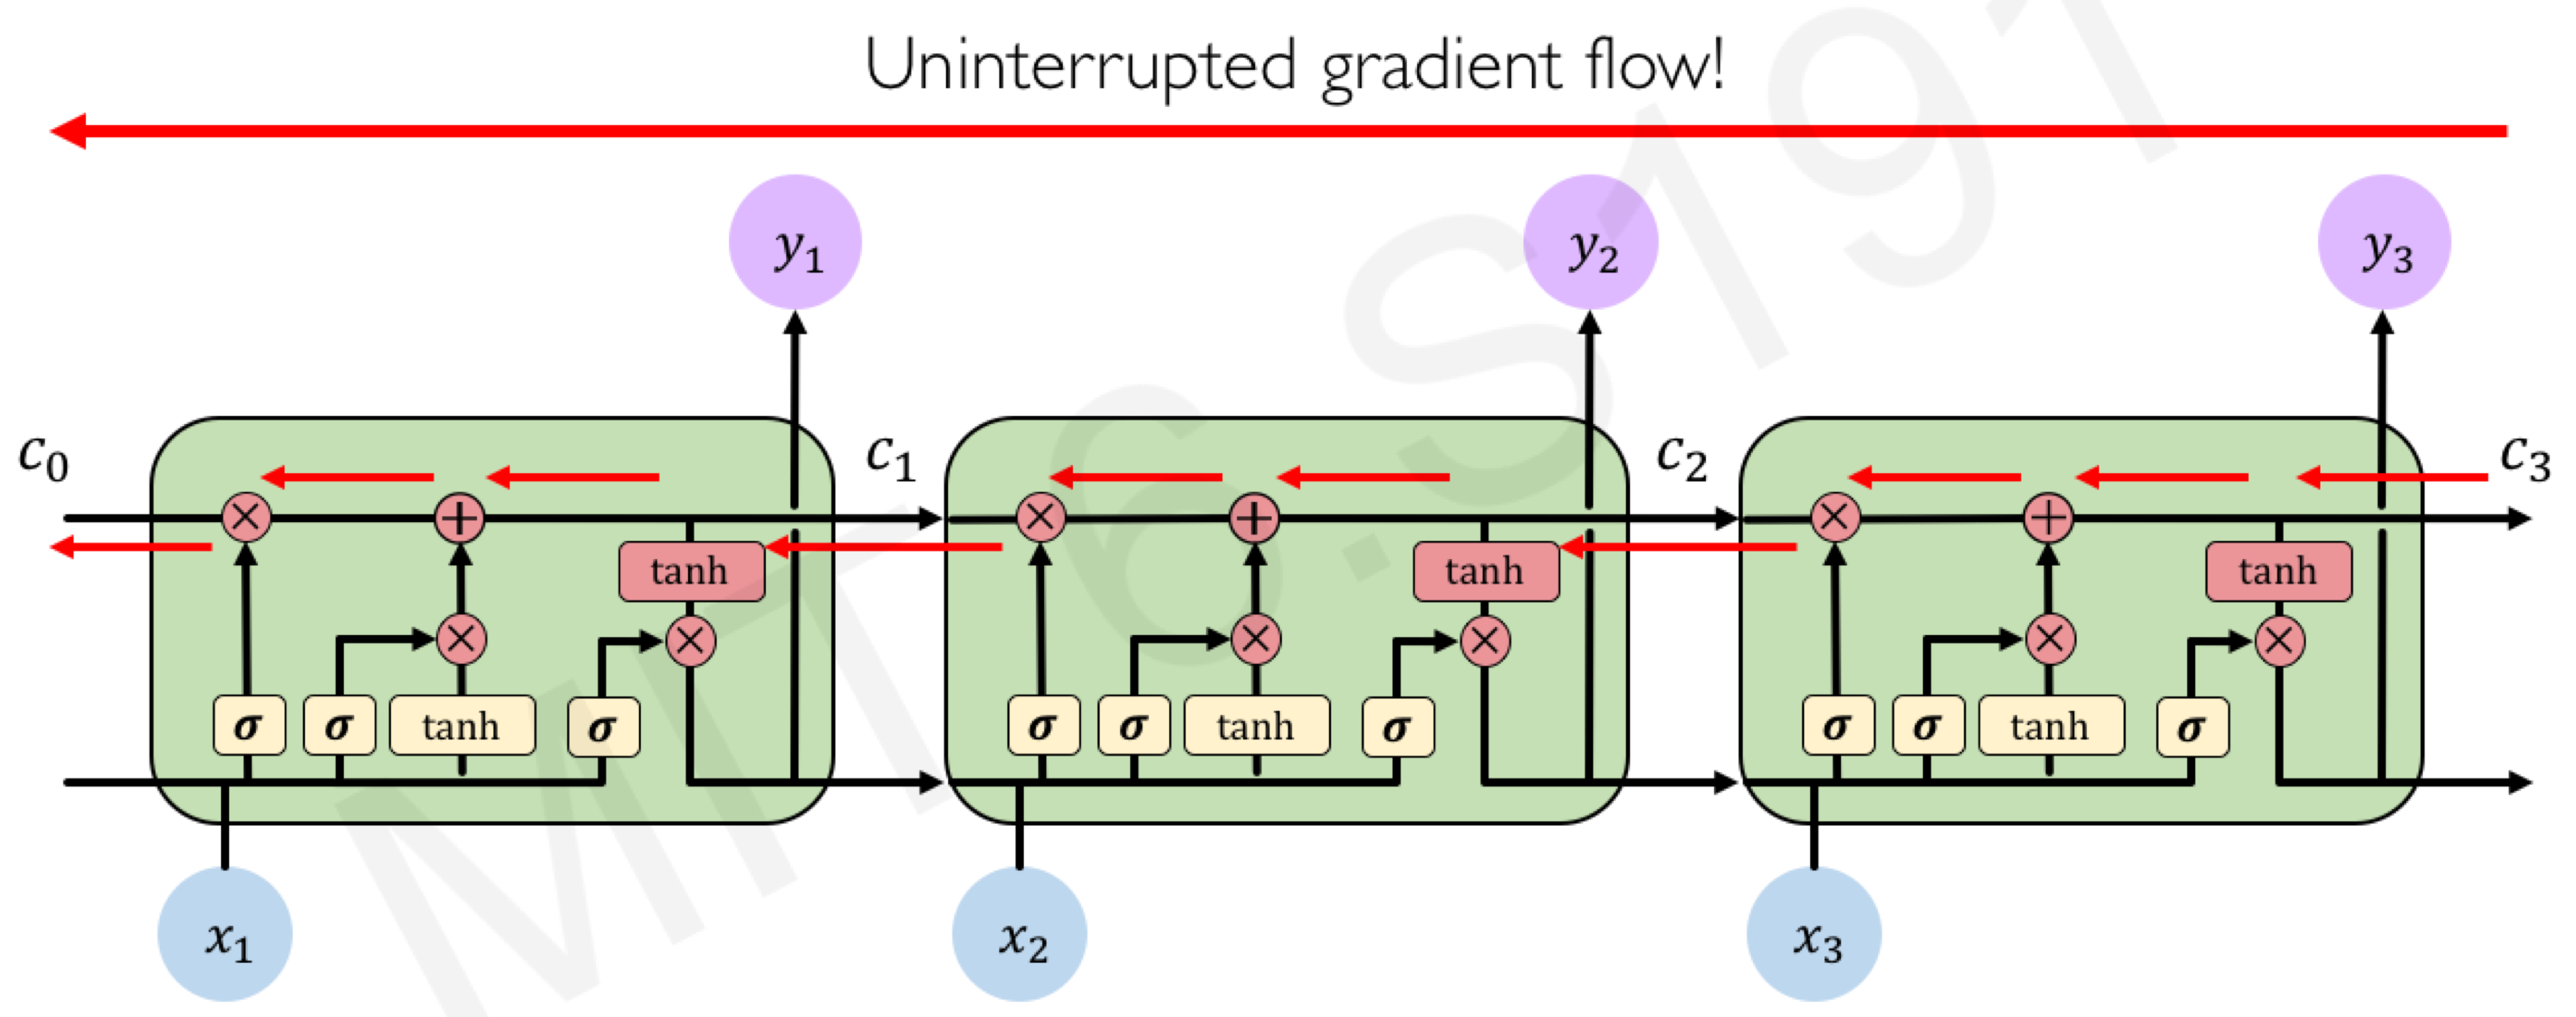 Uninterrupted gradient flow!
y₁ y₂ y₃
c₀ c₁ c₂ c₃
× + × + × +
tanh tanh tanh
× × × × × ×
σ σ tanh σ σ σ tanh σ σ σ tanh σ
x₁ x₂ x₃
MIT 6.S191